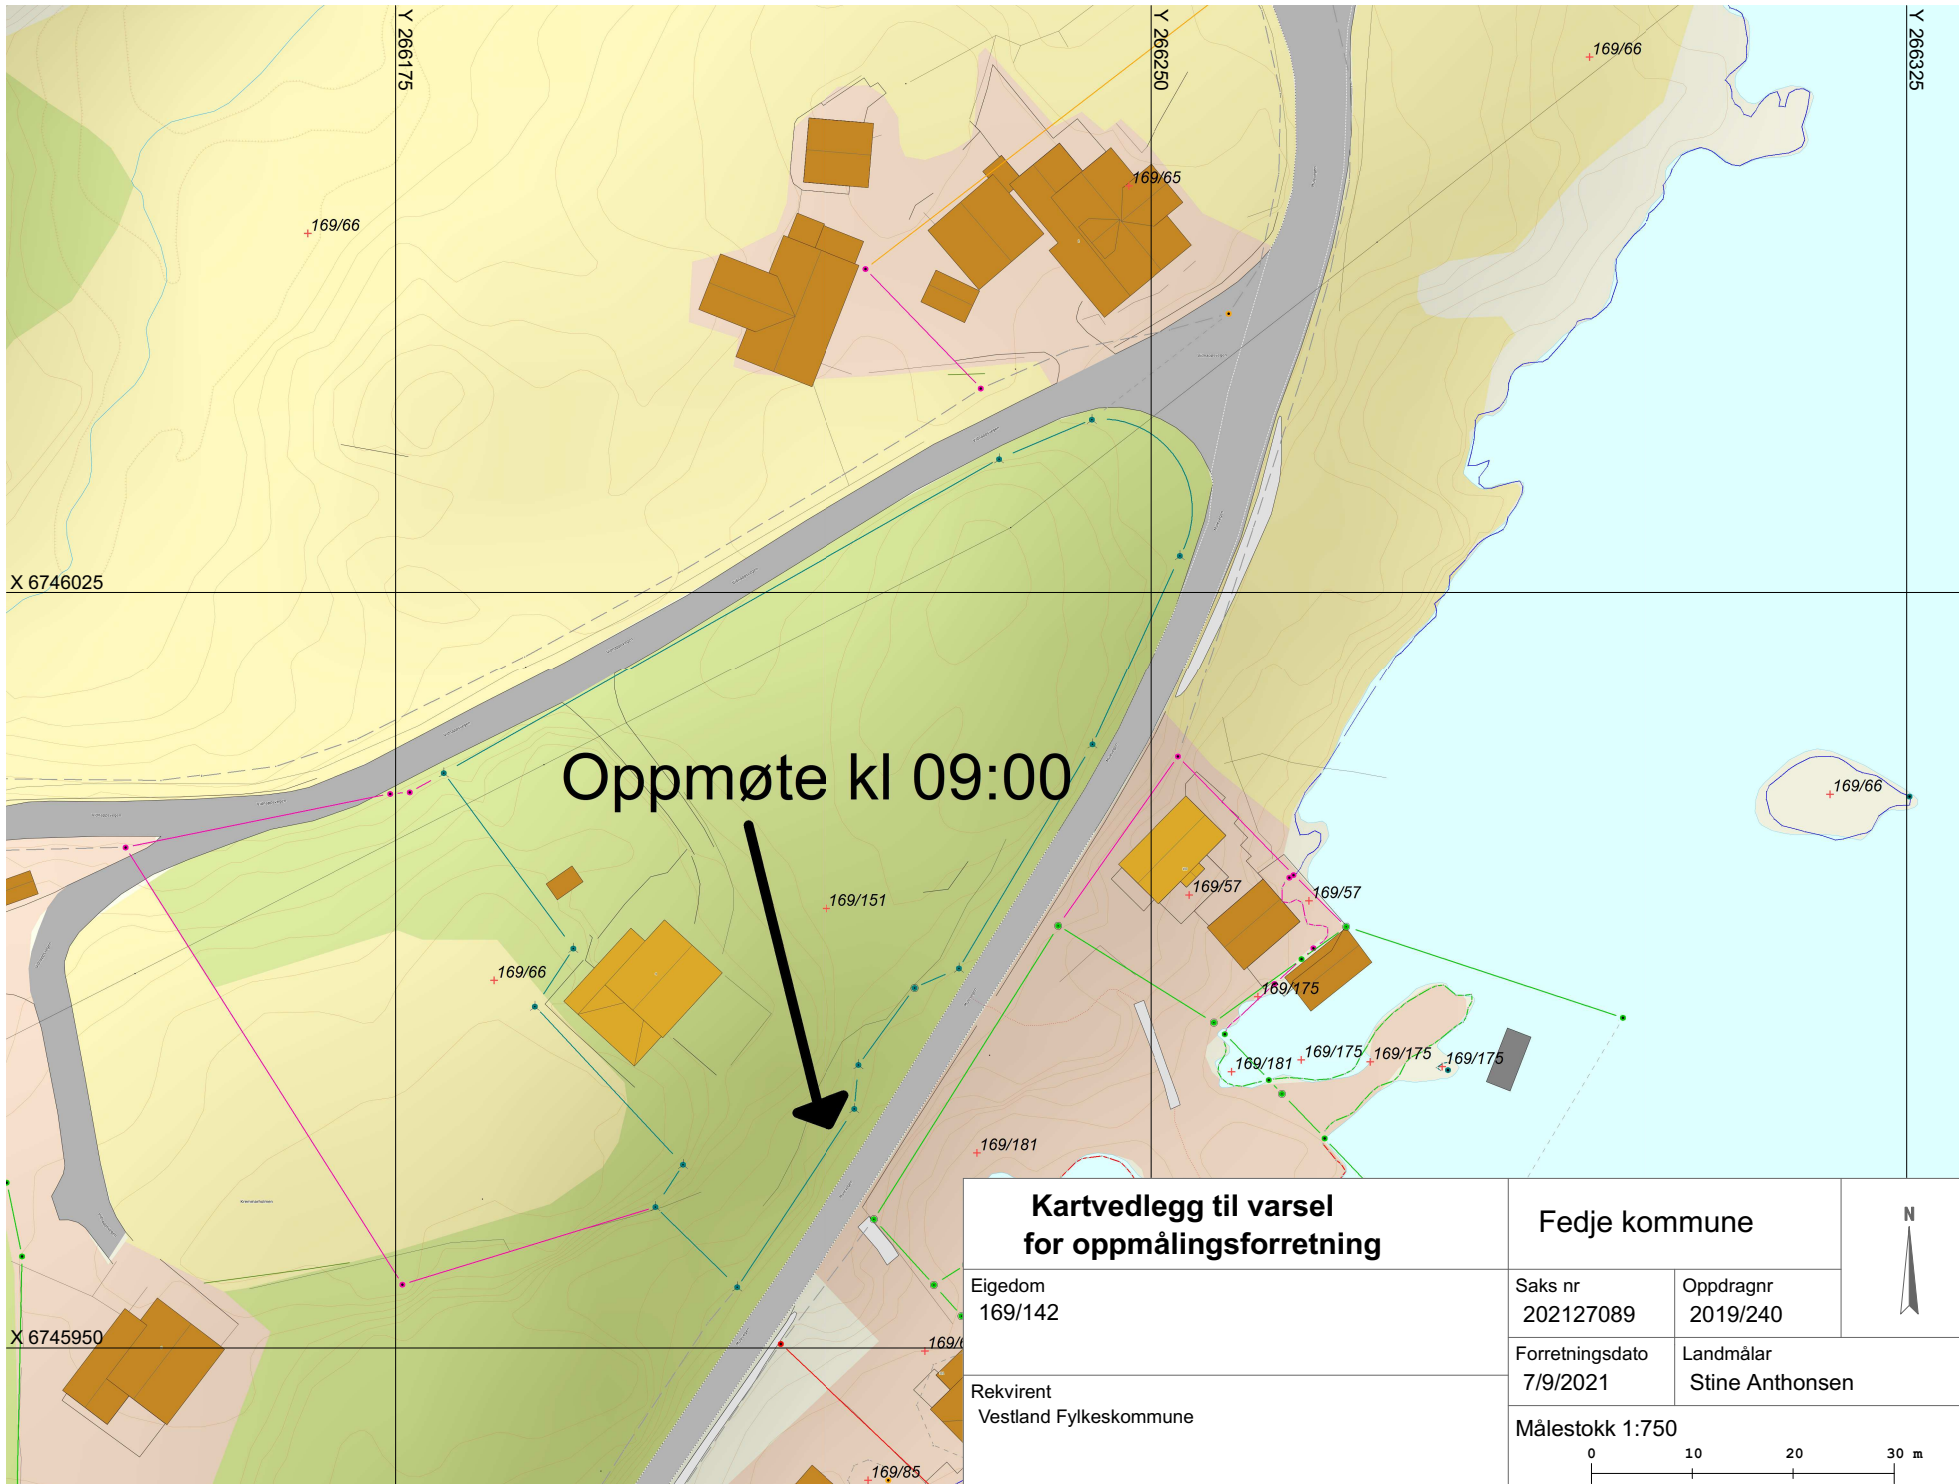 Y 266175
Y 266250
Y 266325
169/66
169/65
169/66
X 6746025
Oppmøte kl 09:00
169/66
169/57
169/57
169/151
169/66
169/175
169/175
169/175
169/175
169/181
169/181
X 6745950
169/85
Kartvedlegg til varsel
for oppmålingsforretning
Fedje kommune
N
Eigedom
169/142
Saks nr
202127089
Oppdragnr
2019/240
Forretningsdato
7/9/2021
Landmålar
Stine Anthonsen
Rekvirent
Vestland Fylkeskommune
Målestokk 1:750
0 10 20 30 m